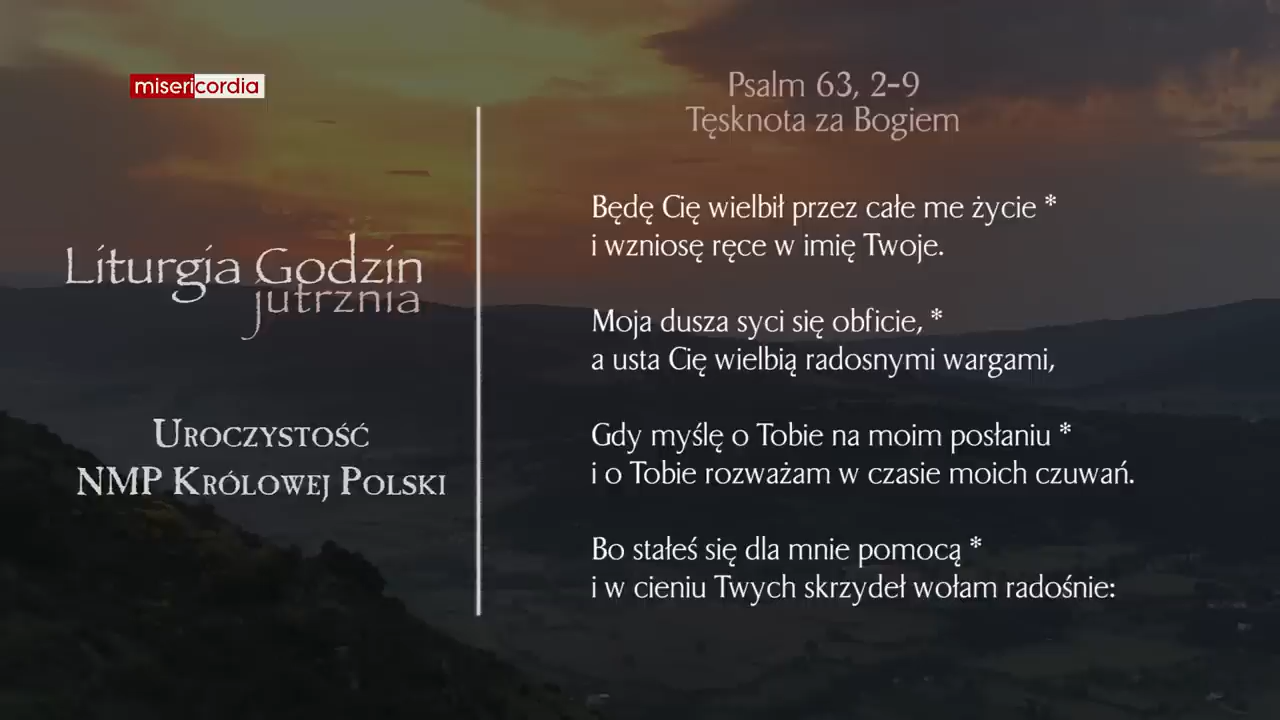 misericordia
Liturgia Godzin
jutrznia
Uroczystość
NMP Królowej Polski
Psalm 63, 2-9
Tęsknota za Bogiem
Będę Cię wielbił przez całe me życie *
i wzniosę ręce w imię Twoje.
Moja dusza syci się obficie, *
a usta Cię wielbią radosnymi wargami,
Gdy myślę o Tobie na moim posłaniu *
i o Tobie rozważam w czasie moich czuwań.
Bo stałeś się dla mnie pomocą *
i w cieniu Twych skrzydeł wołam radośnie: